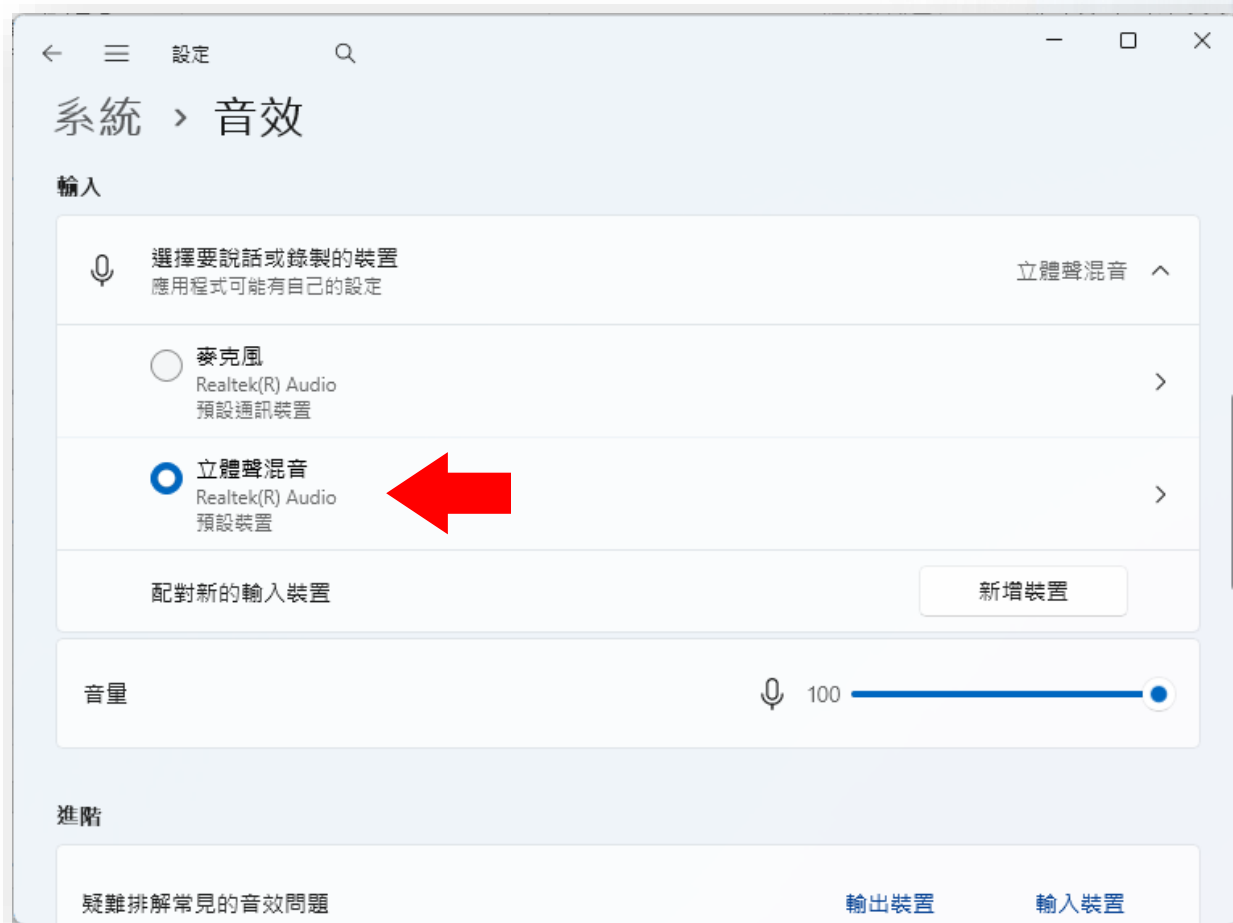 設定
系統 › 音效
輸入
選擇要說話或錄製的裝置
應用程式可能有自己的設定
立體聲混音
麥克風
Realtek(R) Audio
預設通訊裝置
立體聲混音
Realtek(R) Audio
預設裝置
配對新的輸入裝置
新增裝置
音量
100
進階
疑難排解常見的音效問題
輸出裝置
輸入裝置